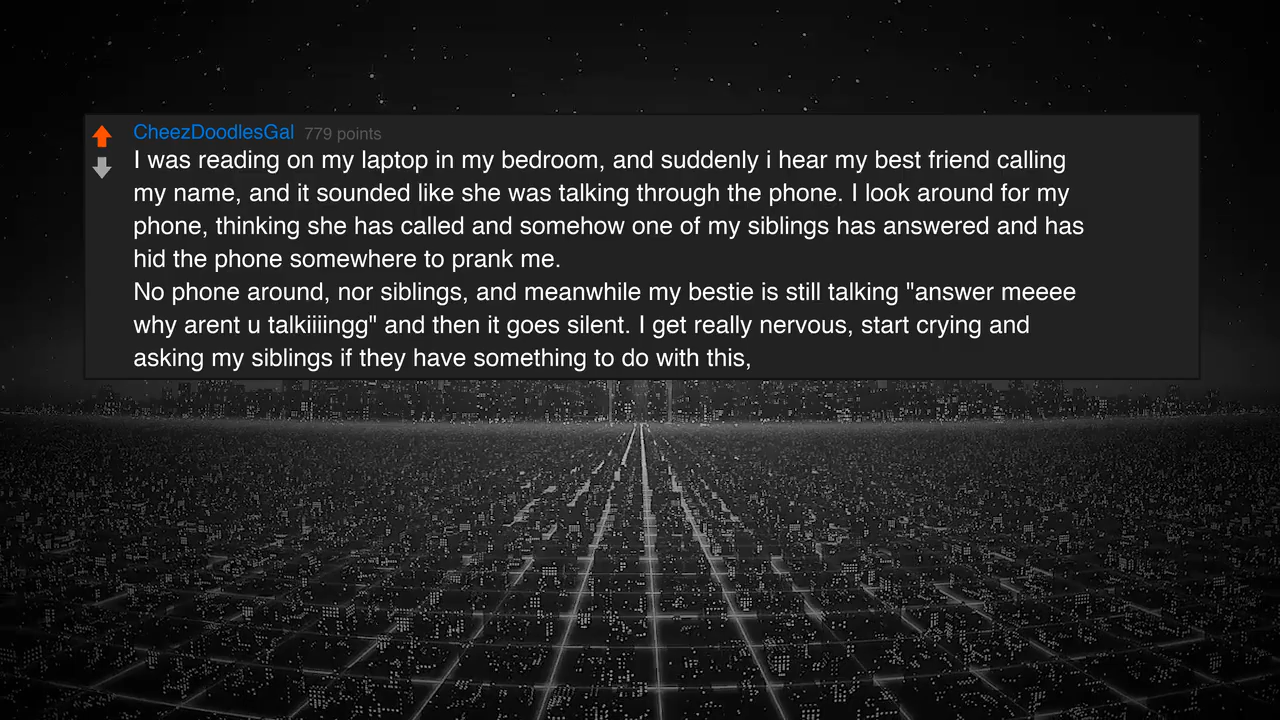 CheezDoodlesGal 779 points
I was reading on my laptop in my bedroom, and suddenly i hear my best friend calling
my name, and it sounded like she was talking through the phone. I look around for my
phone, thinking she has called and somehow one of my siblings has answered and has
hid the phone somewhere to prank me.
No phone around, nor siblings, and meanwhile my bestie is still talking "answer meeee
why arent u talkiiiingg" and then it goes silent. I get really nervous, start crying and
asking my siblings if they have something to do with this,